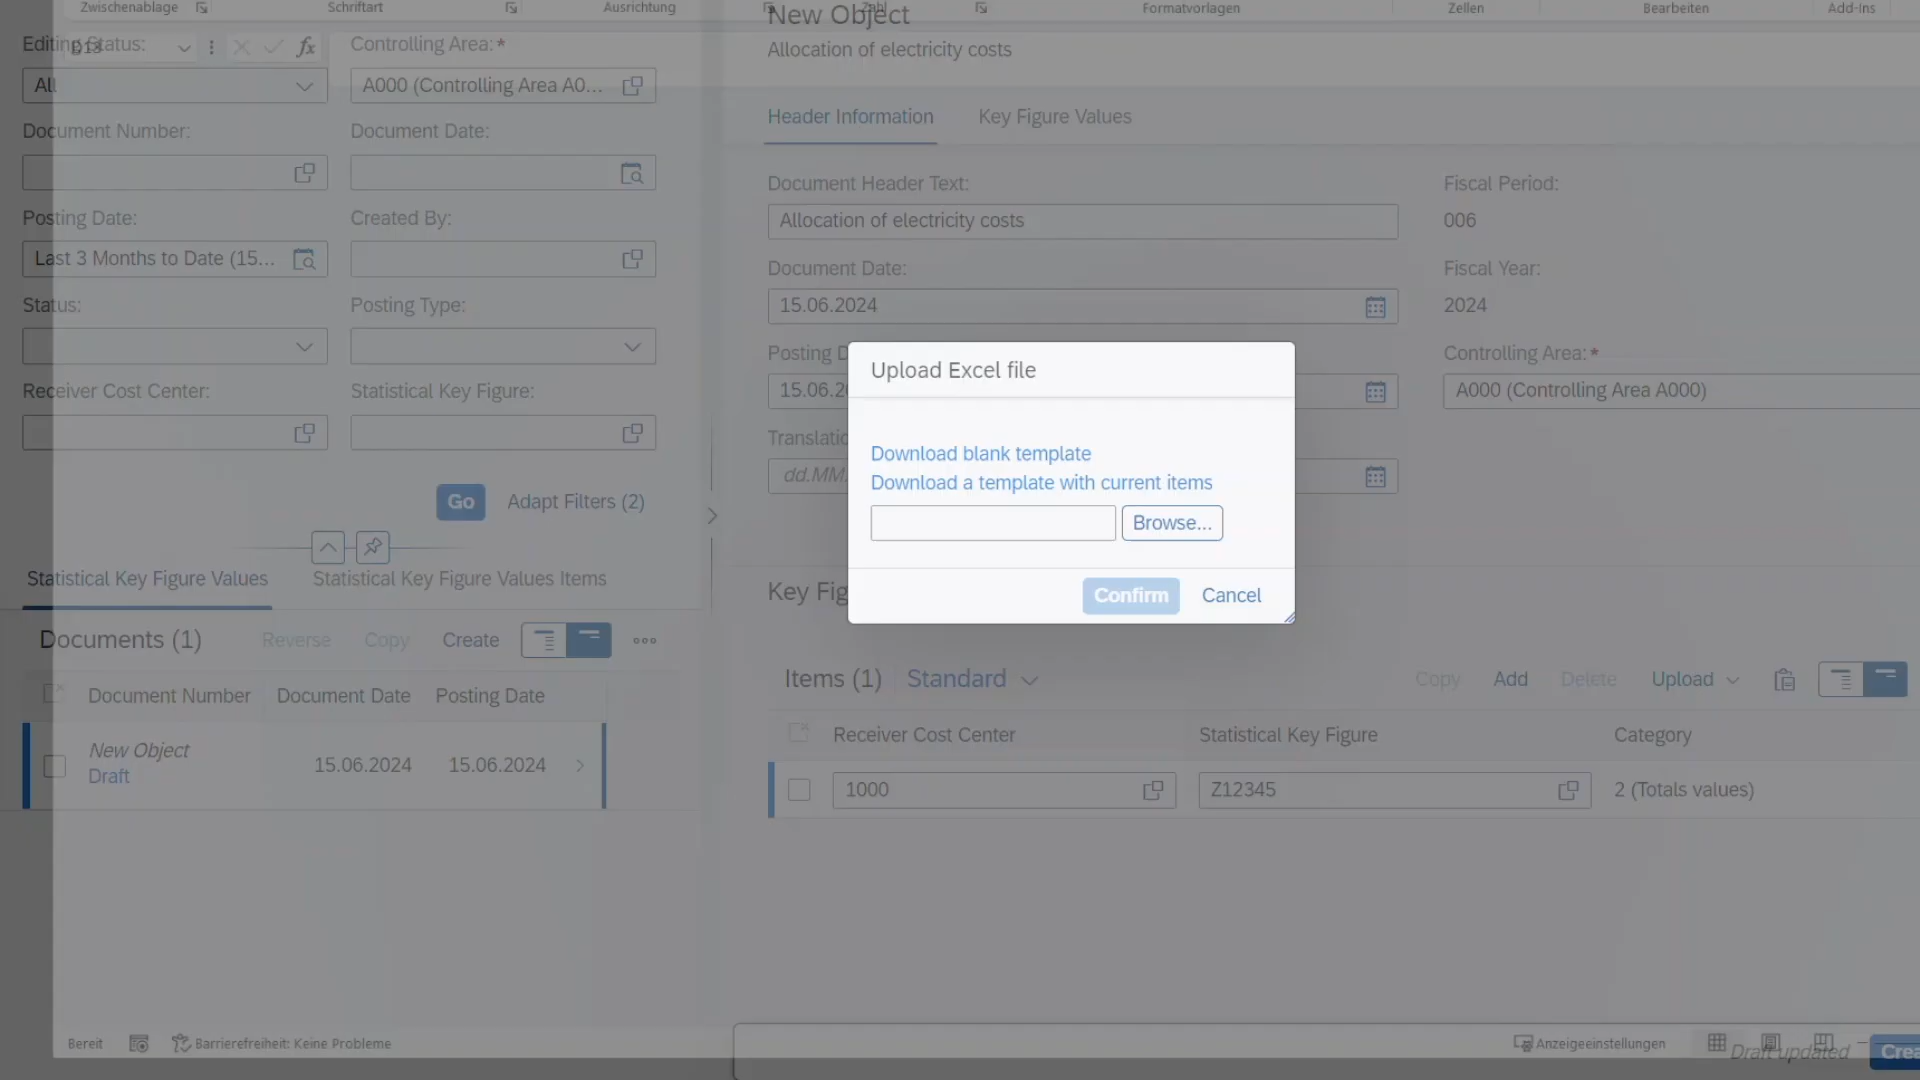 Zwischenablage
Schriftart
Ausrichtung
Zahl
Formatvorlagen
Zellen
Bearbeiten
Add-Ins
Editing Status:
All
Controlling Area: *
A000 (Controlling Area A0...
Document Number:
Document Date:
Posting Date:
Last 3 Months to Date (15...
Created By:
Status:
Posting Type:
Receiver Cost Center:
Statistical Key Figure:
Go
Adapt Filters (2)
Statistical Key Figure Values
Statistical Key Figure Values Items
Documents (1)
Reverse
Copy
Create
Document Number
Document Date
Posting Date
New Object
Draft
15.06.2024
15.06.2024
New Object
Allocation of electricity costs
Header Information
Key Figure Values
Document Header Text:
Allocation of electricity costs
Fiscal Period:
006
Document Date:
15.06.2024
Fiscal Year:
2024
Posting D
15.06.2
Controlling Area: *
A000 (Controlling Area A000)
Translatio
dd.MM.
Upload Excel file
Download blank template
Download a template with current items
Browse...
Confirm
Cancel
Key Fig
Items (1)
Standard
Copy
Add
Delete
Upload
Receiver Cost Center
Statistical Key Figure
Category
1000
Z12345
2 (Totals values)
Bereit
Barrierefreiheit: Keine Probleme
Anzeigeeinstellungen
Draft updated
Crea